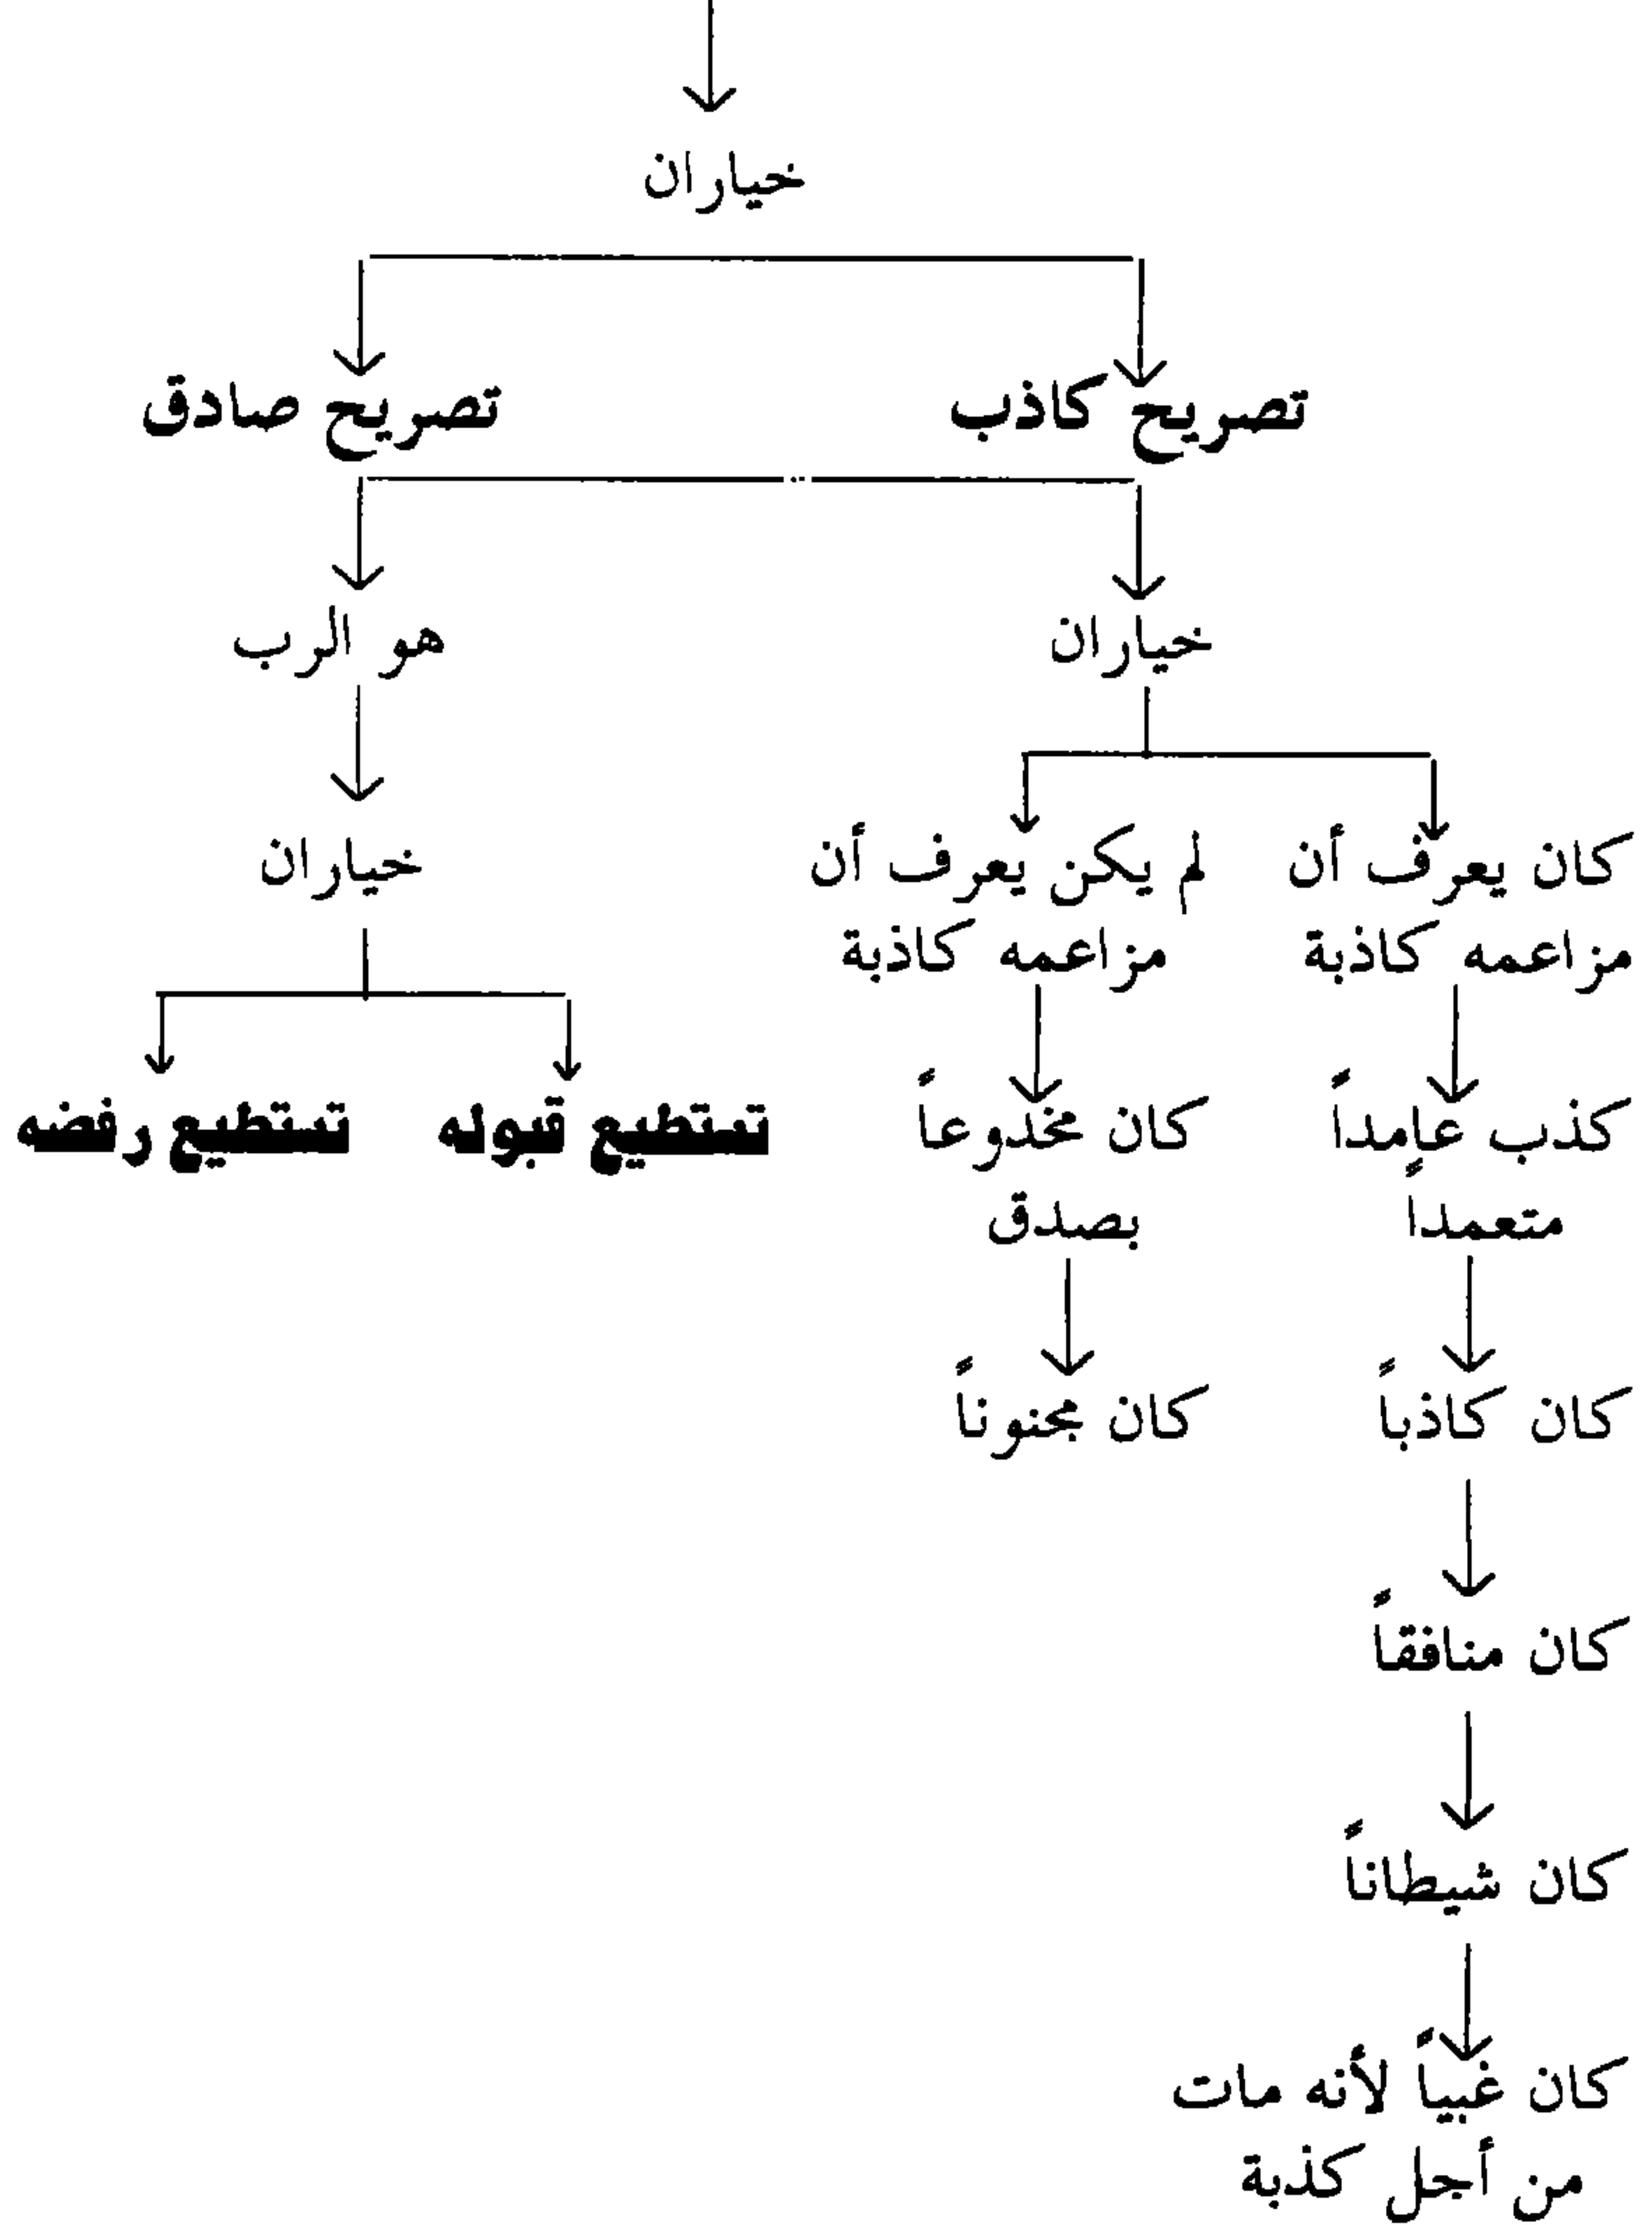 خياران
تصريح كاذب
تصريح صادق
خياران
هو الرب
كان يعرف أن
مزاعمه كاذبة
لم يكن يعرف أن
مزاعمه كاذبة
خياران
كذب عامداً
متعمداً
كان مخدوعاً
بصدق
تستطيع قبوله
تستطيع رفضه
كان كاذباً
كان مجنوناً
كان منافقاً
كان شيطاناً
كان غبياً لأنه مات
من أجل كذبة